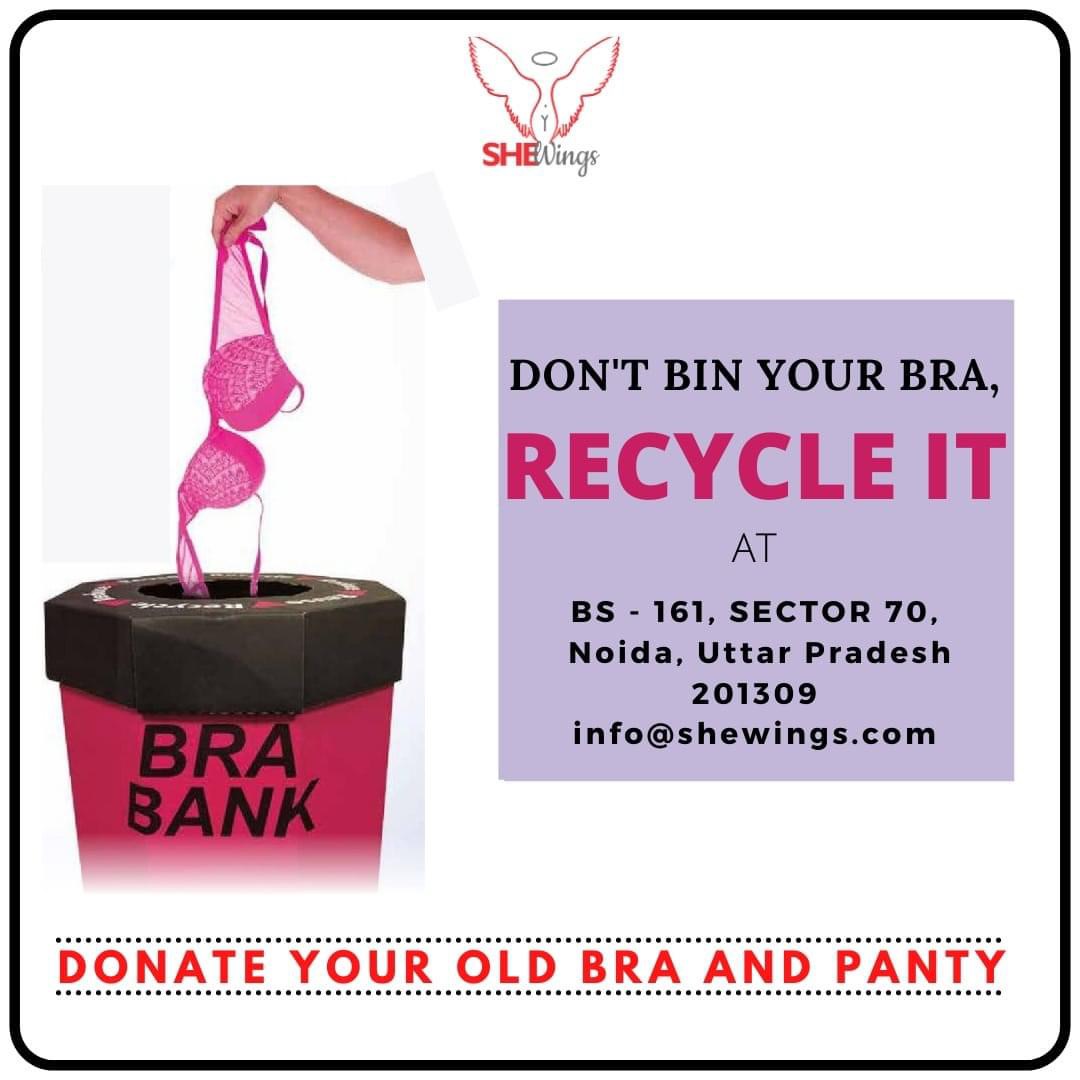 SHEWings
DON'T BIN YOUR BRA,
RECYCLE IT
AT
BS - 161, SECTOR 70,
Noida, Uttar Pradesh
201309
info@shewings.com
Recycle
BRA
BANK
DONATE YOUR OLD BRA AND PANTY